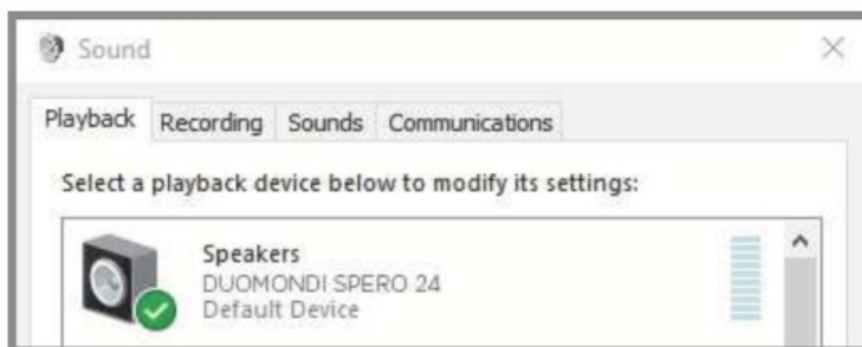 Sound
Playback Recording Sounds Communications
Select a playback device below to modify its settings:
Speakers
DUOMONDI SPERO 24
Default Device